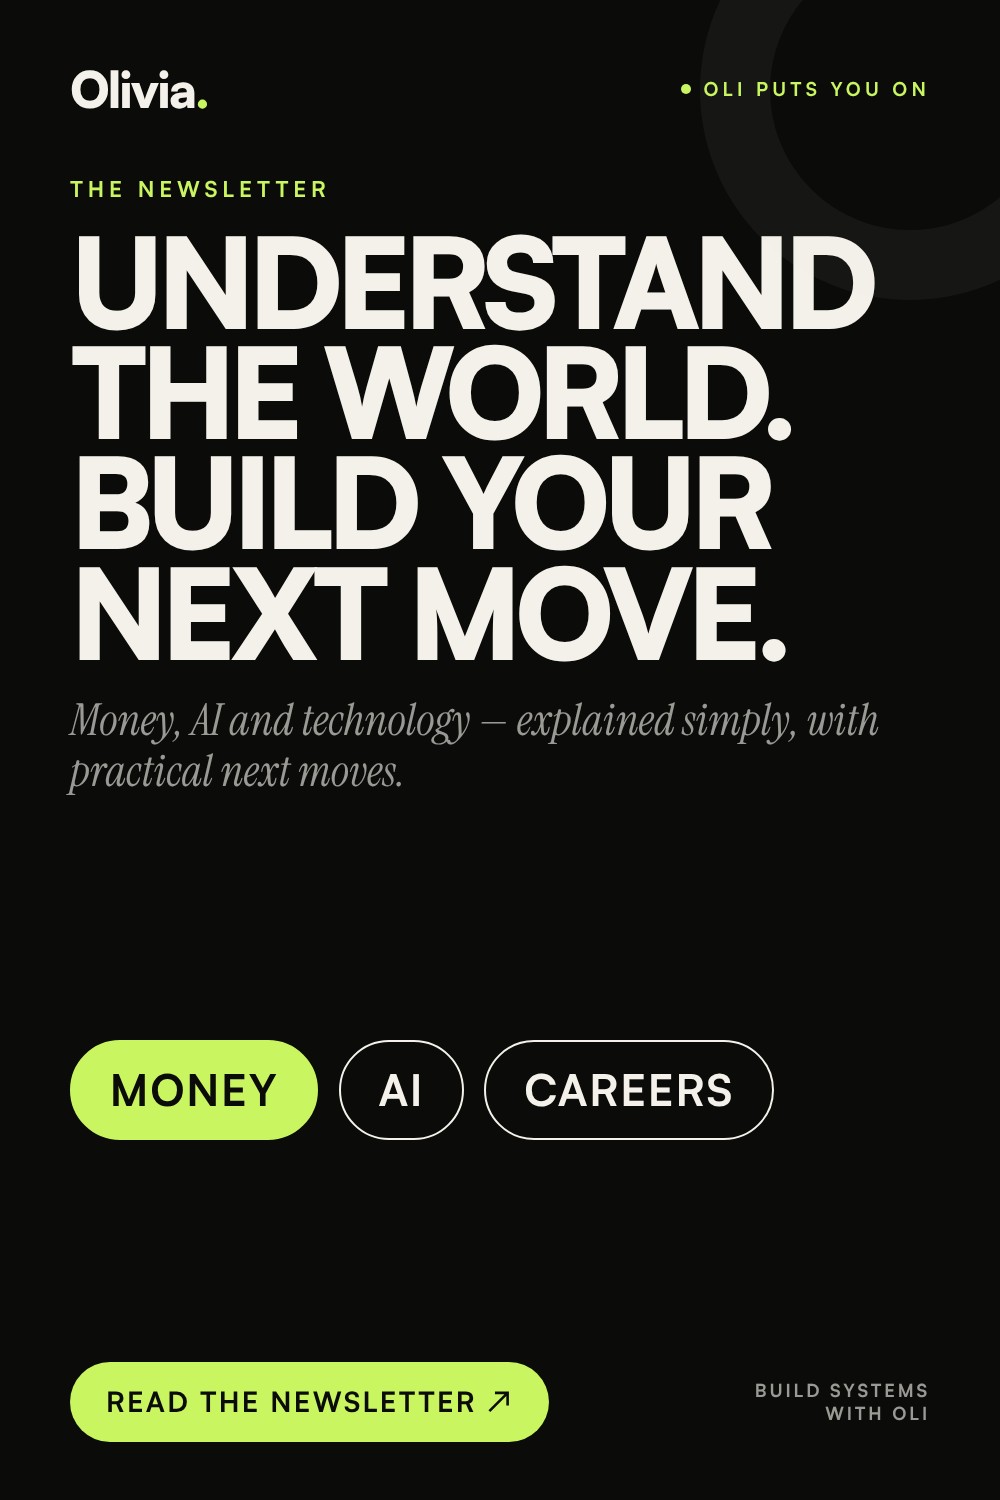 Olivia.
OLI PUTS YOU ON
THE NEWSLETTER
UNDERSTAND
THE WORLD.
BUILD YOUR
NEXT MOVE.
Money, AI and technology — explained simply, with
practical next moves.
MONEY
AI
CAREERS
READ THE NEWSLETTER ↗
BUILD SYSTEMS
WITH OLI